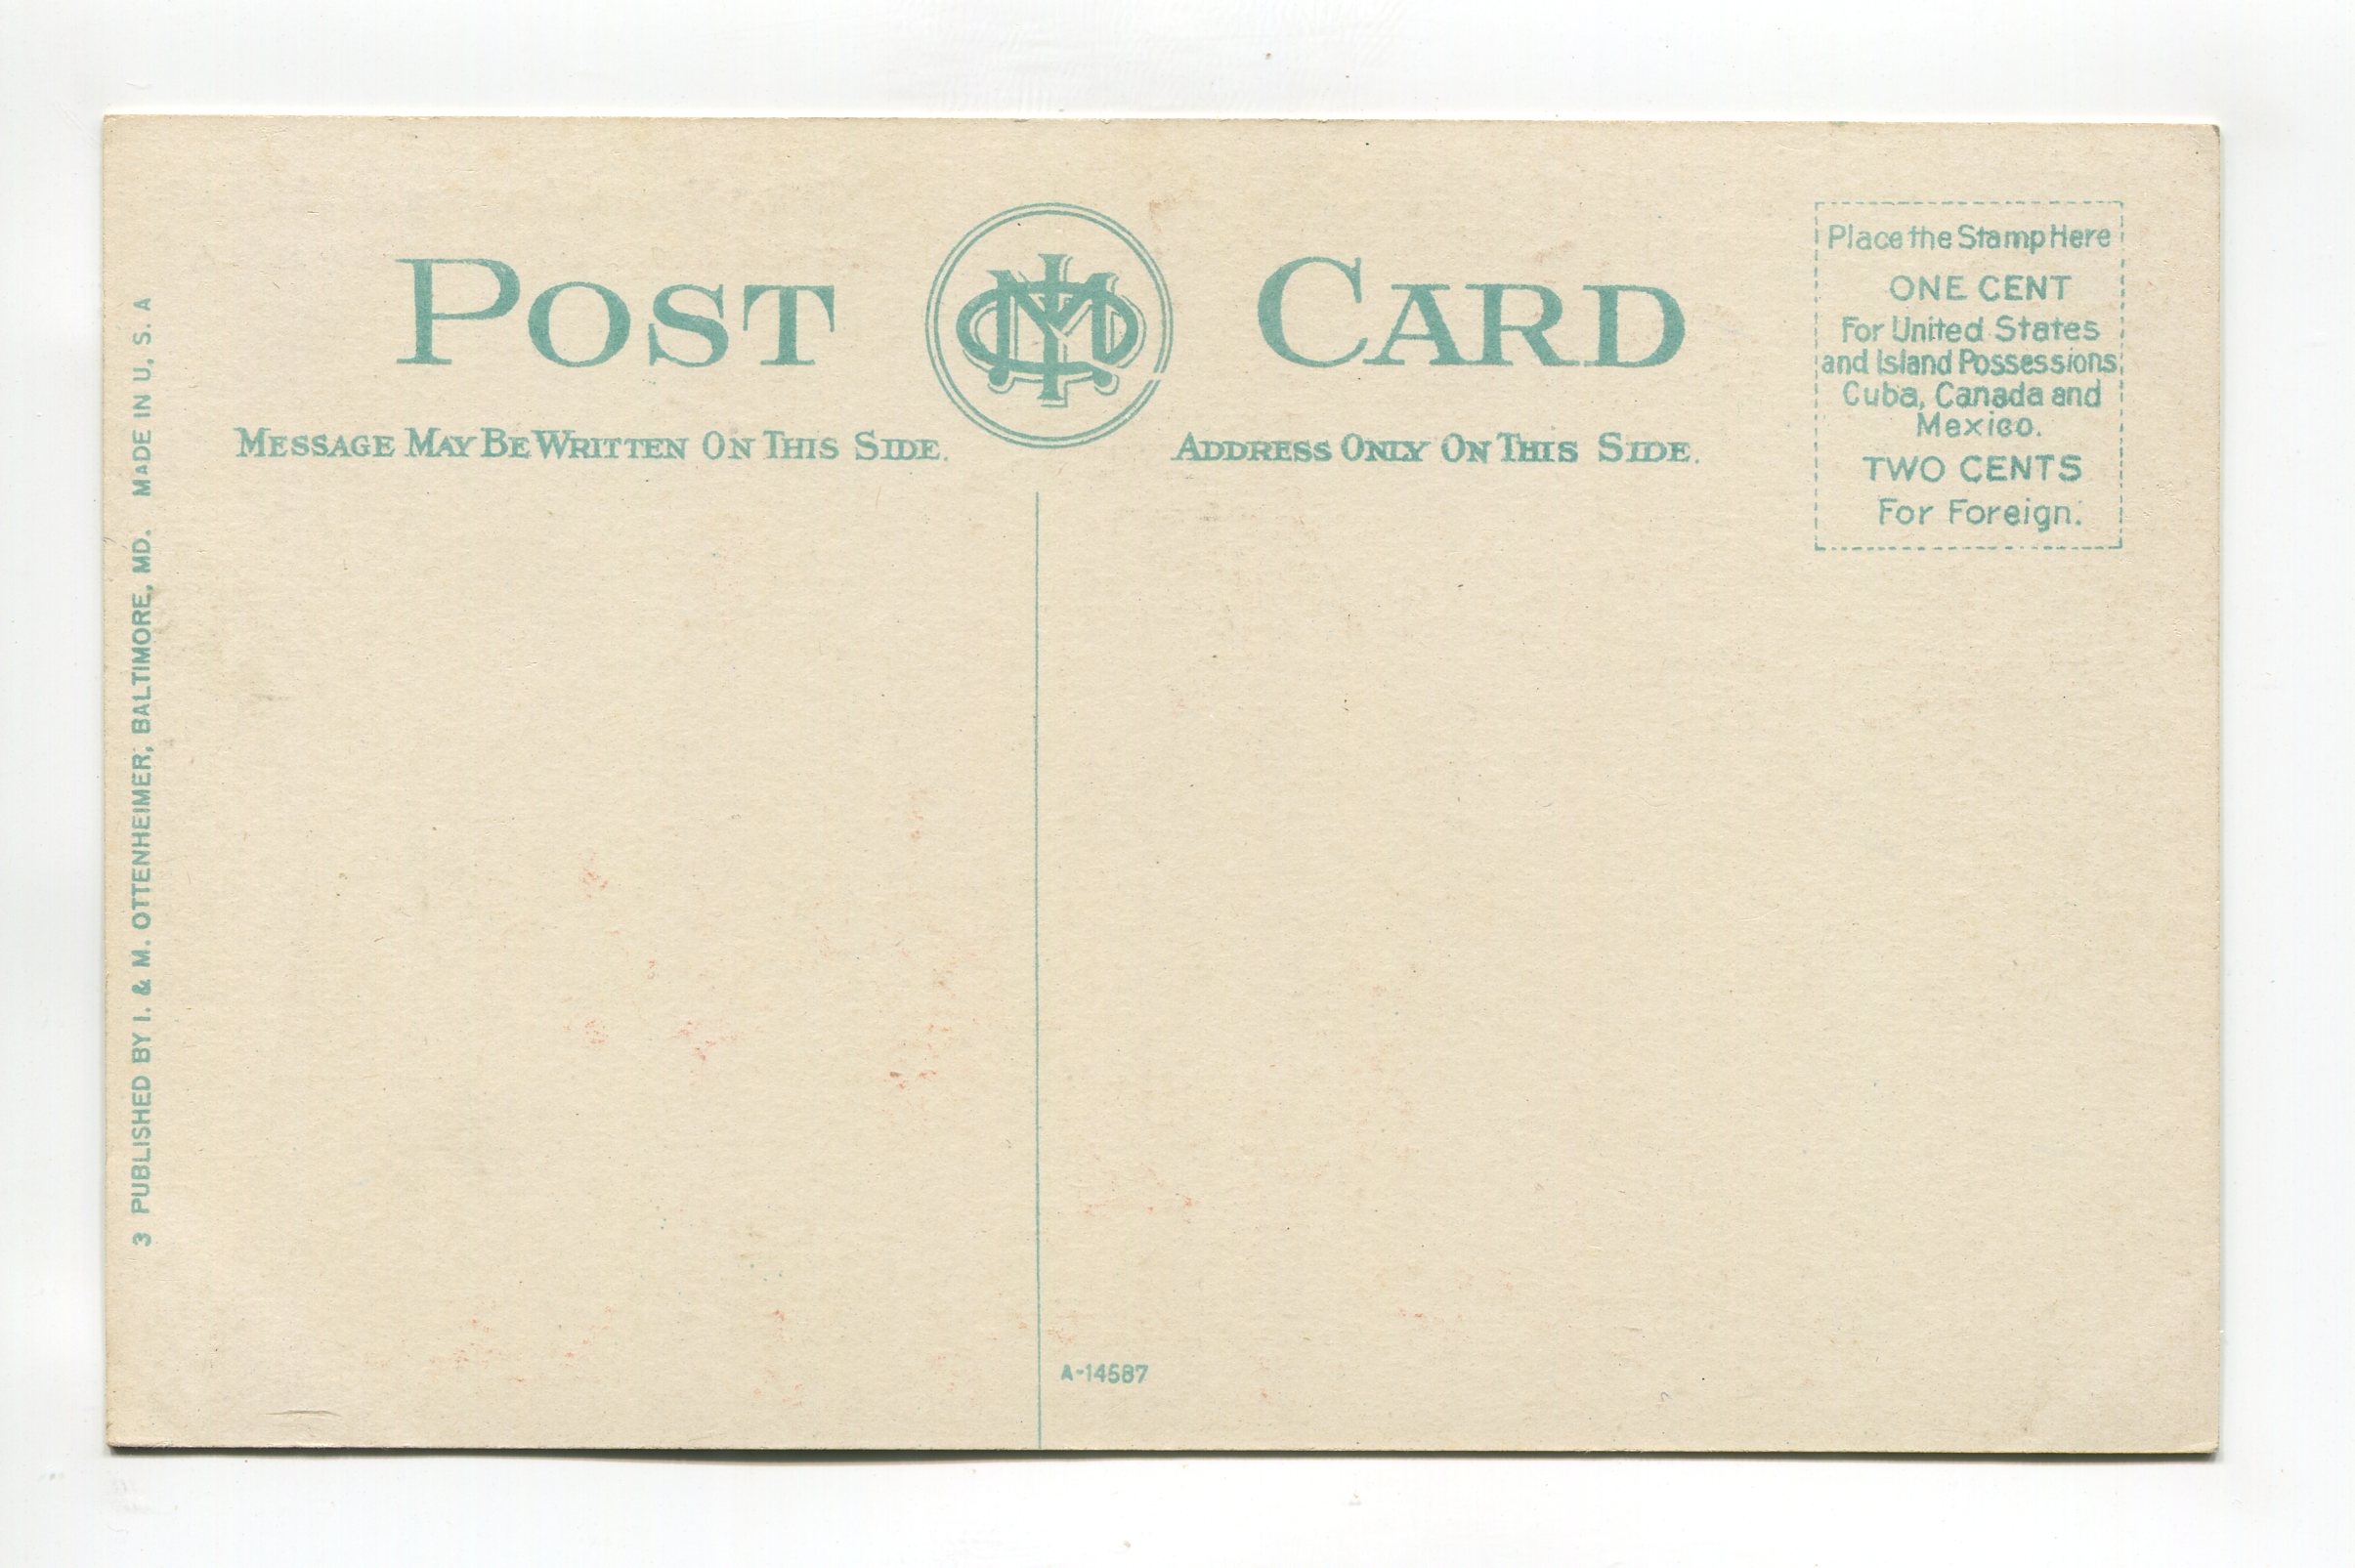 POST CARD
MESSAGE MAY BE WRITTEN ON THIS SIDE.
ADDRESS ONLY ON THIS SIDE.
Place the Stamp Here
ONE CENT
For United States
and Island Possessions
Cuba, Canada and
Mexico.
TWO CENTS
For Foreign.
3 PUBLISHED BY I. & M. OTTENHEIMER, BALTIMORE, MD. MADE IN U. S. A
A-14587